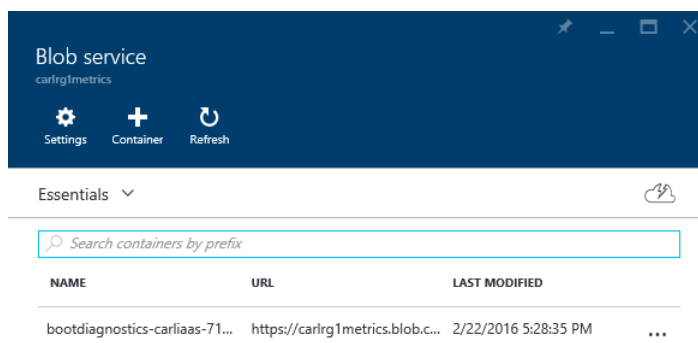 Blob service
carlrg1metrics
Settings Container Refresh
Essentials
Search containers by prefix
NAME URL LAST MODIFIED
bootdiagnostics-carliaas-71... https://carlrg1metrics.blob.c... 2/22/2016 5:28:35 PM ...